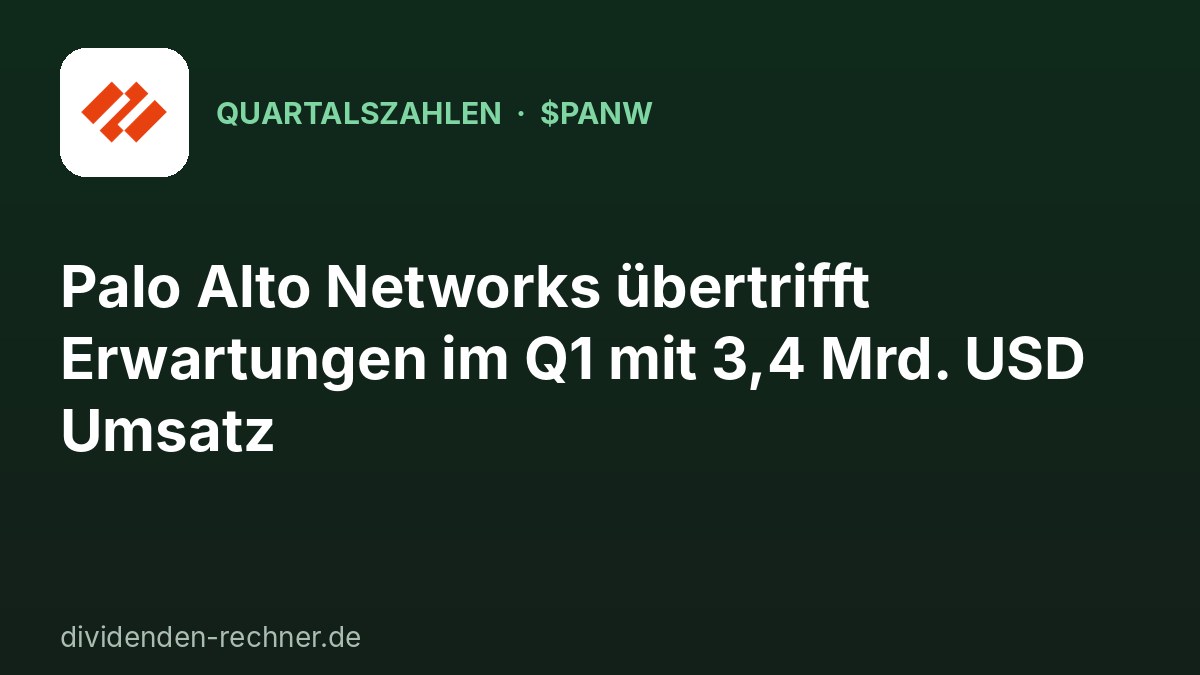 QUARTALSZAHLEN · $PANW
Palo Alto Networks übertrifft
Erwartungen im Q1 mit 3,4 Mrd. USD
Umsatz
dividenden-rechner.de